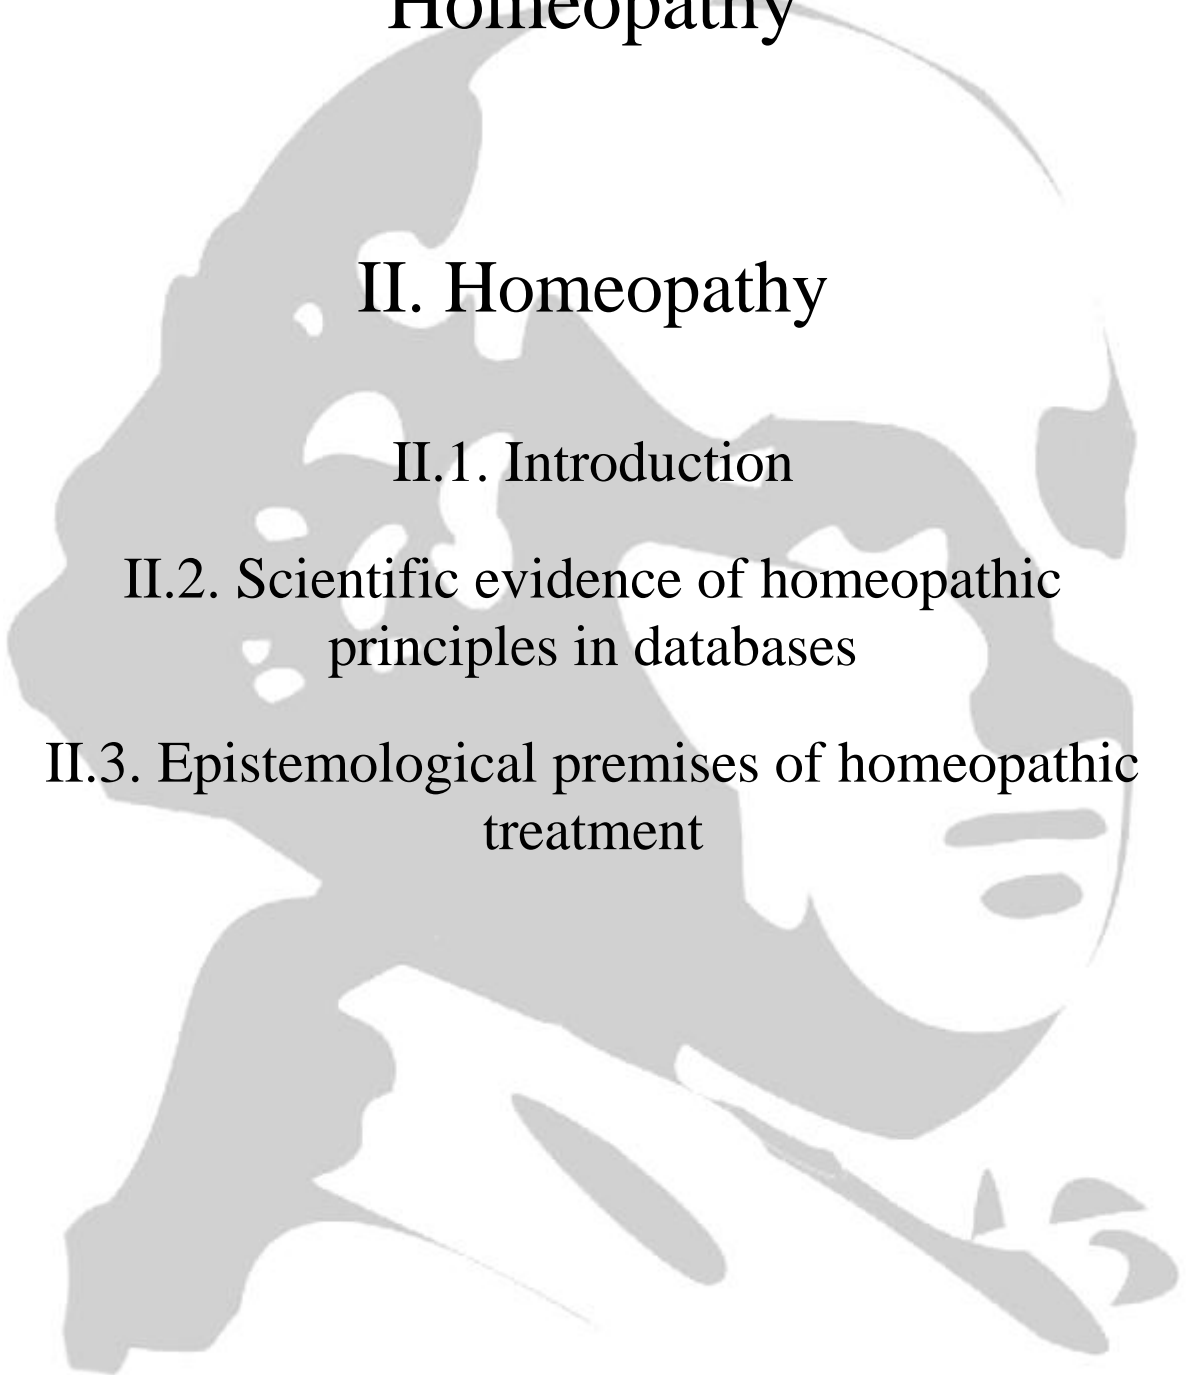 Homeopathy
II. Homeopathy
II.1. Introduction
II.2. Scientific evidence of homeopathic
principles in databases
II.3. Epistemological premises of homeopathic
treatment